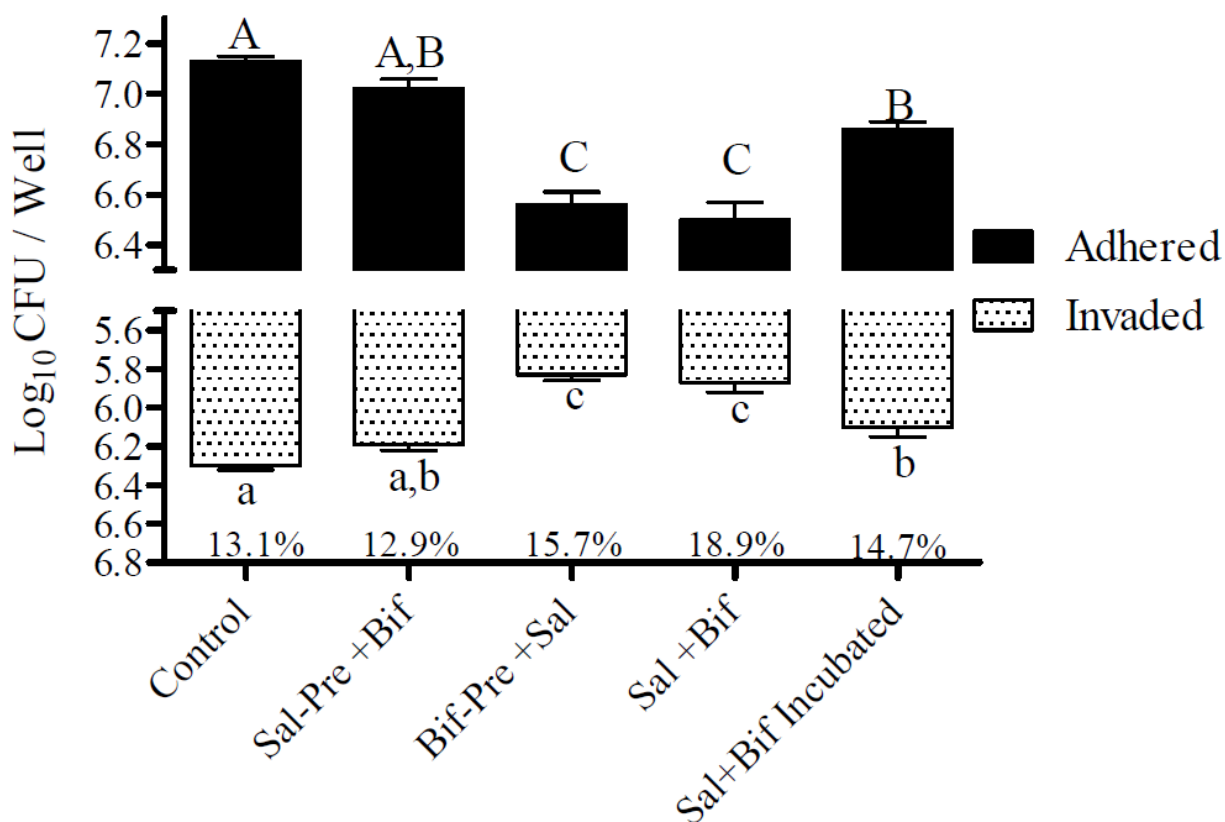 Log10CFU / Well
7.2
7.0
6.8
6.6
6.4
5.6
5.8
6.0
6.2
6.4
6.6
6.8
A
A,B
C
C
B
Adhered
Invaded
a
a,b
c
c
b
13.1% 12.9% 15.7% 18.9% 14.7%
Control
Sal-Pre +Bif
Bif-Pre +Sal
Sal +Bif
Sal+Bif Incubated